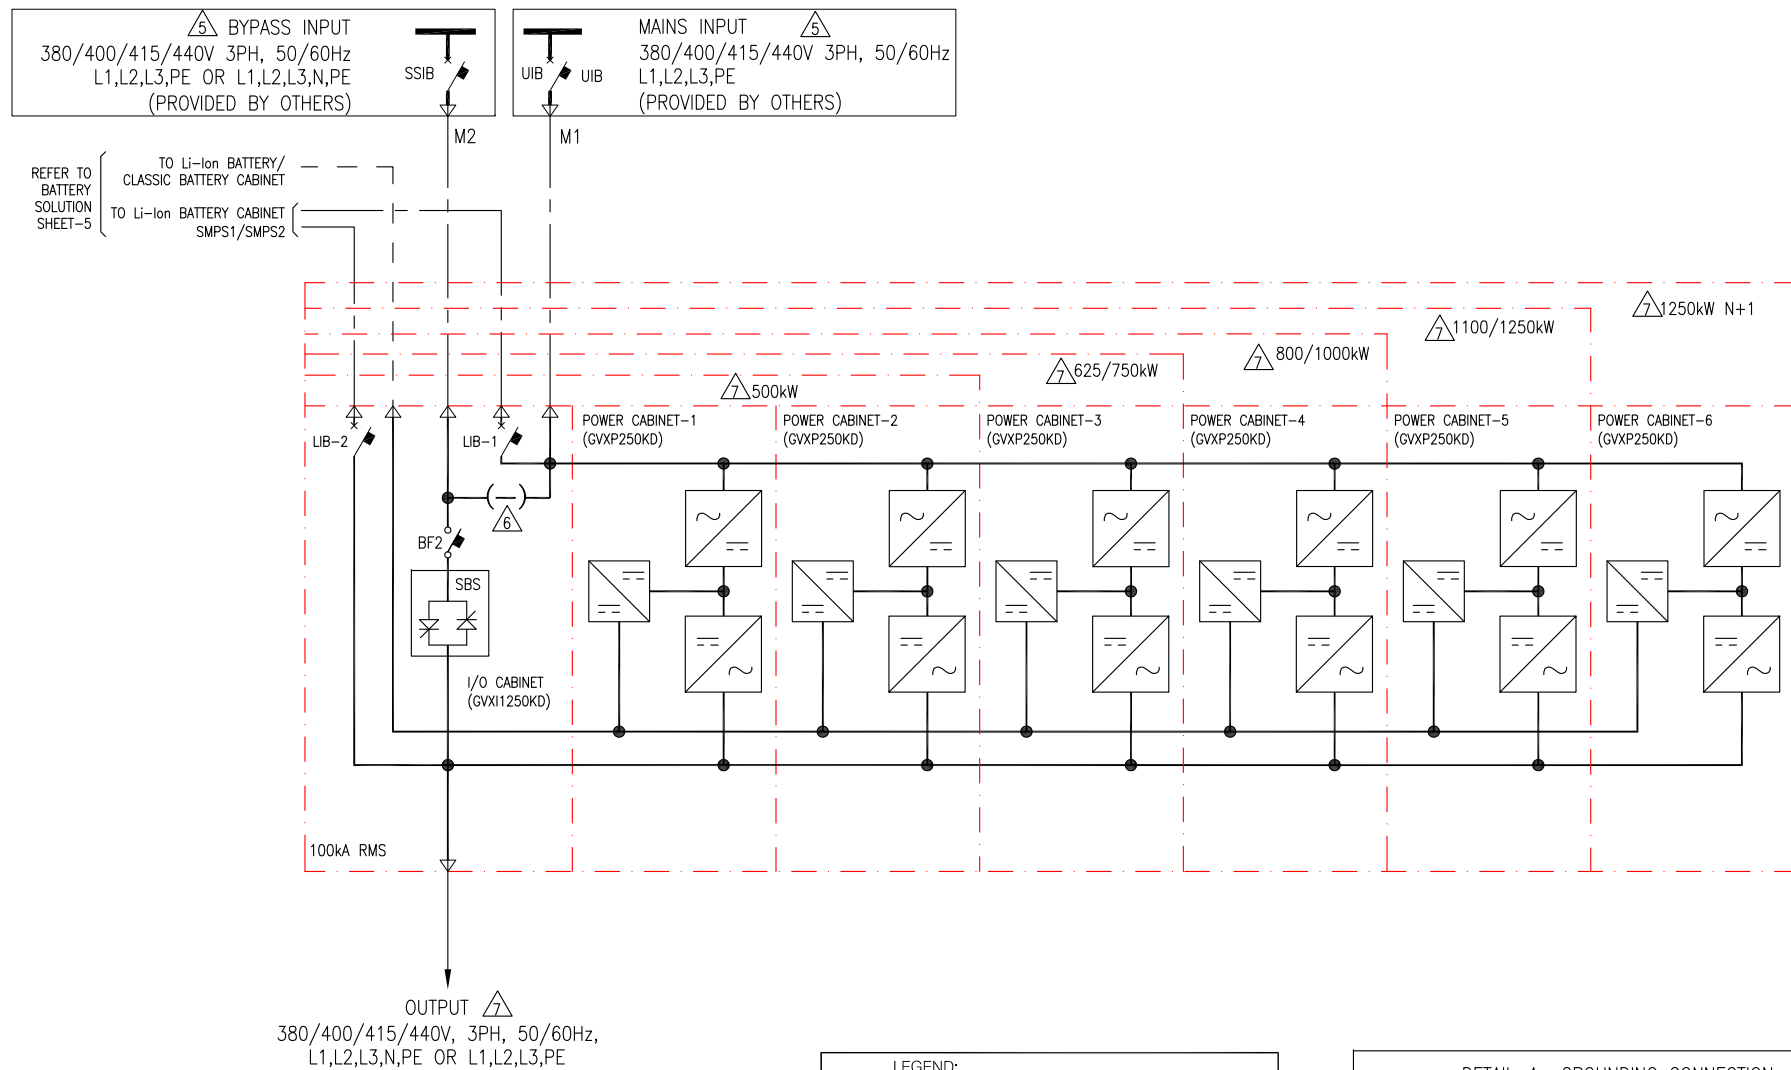 5 BYPASS INPUT
380/400/415/440V 3PH, 50/60Hz
L1,L2,L3,PE OR L1,L2,L3,N,PE
(PROVIDED BY OTHERS)
SSIB
UIB
UIB
MAINS INPUT 5
380/400/415/440V 3PH, 50/60Hz
L1,L2,L3,PE
(PROVIDED BY OTHERS)
M2
M1
REFER TO
BATTERY
SOLUTION
SHEET-5
TO Li-Ion BATTERY/
CLASSIC BATTERY CABINET
TO Li-Ion BATTERY CABINET
SMPS1/SMPS2
7 1250kW N+1
7 1100/1250kW
7 800/1000kW
7 625/750kW
7 500kW
LIB-2
LIB-1
POWER CABINET-1
(GVXP250KD)
POWER CABINET-2
(GVXP250KD)
POWER CABINET-3
(GVXP250KD)
POWER CABINET-4
(GVXP250KD)
POWER CABINET-5
(GVXP250KD)
POWER CABINET-6
(GVXP250KD)
6
BF2
SBS
I/O CABINET
(GVXI1250KD)
100kA RMS
OUTPUT 7
380/400/415/440V, 3PH, 50/60Hz,
L1,L2,L3,N,PE OR L1,L2,L3,PE
LEGEND:
DETAIL A: GROUNDING CONNECTION